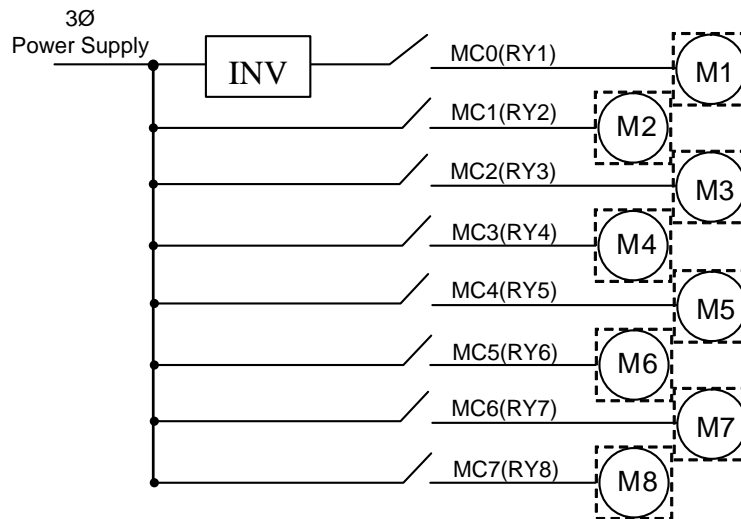 3Ø
Power Supply
INV
MC0(RY1)
M1
MC1(RY2)
M2
MC2(RY3)
M3
MC3(RY4)
M4
MC4(RY5)
M5
MC5(RY6)
M6
MC6(RY7)
M7
MC7(RY8)
M8